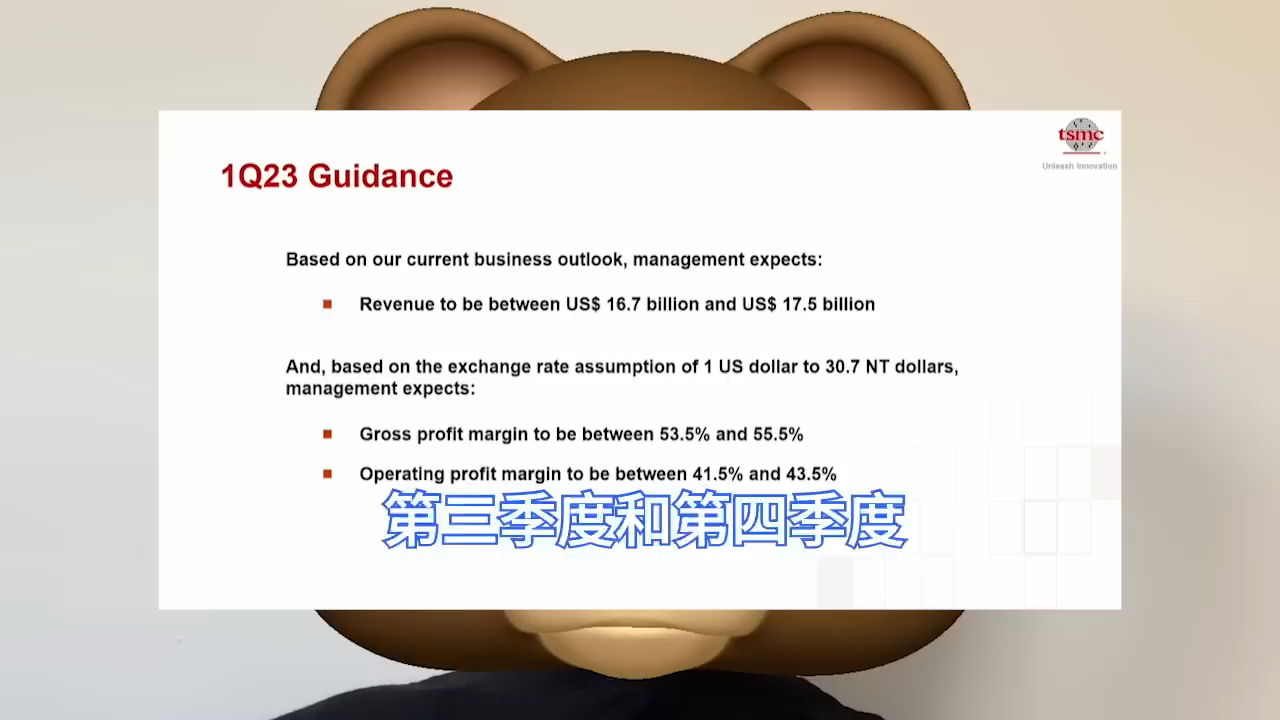 tsmc
Unleash Innovation
1Q23 Guidance
Based on our current business outlook, management expects:
Revenue to be between US$ 16.7 billion and US$ 17.5 billion
And, based on the exchange rate assumption of 1 US dollar to 30.7 NT dollars,
management expects:
Gross profit margin to be between 53.5% and 55.5%
Operating profit margin to be between 41.5% and 43.5%
第三季度和第四季度